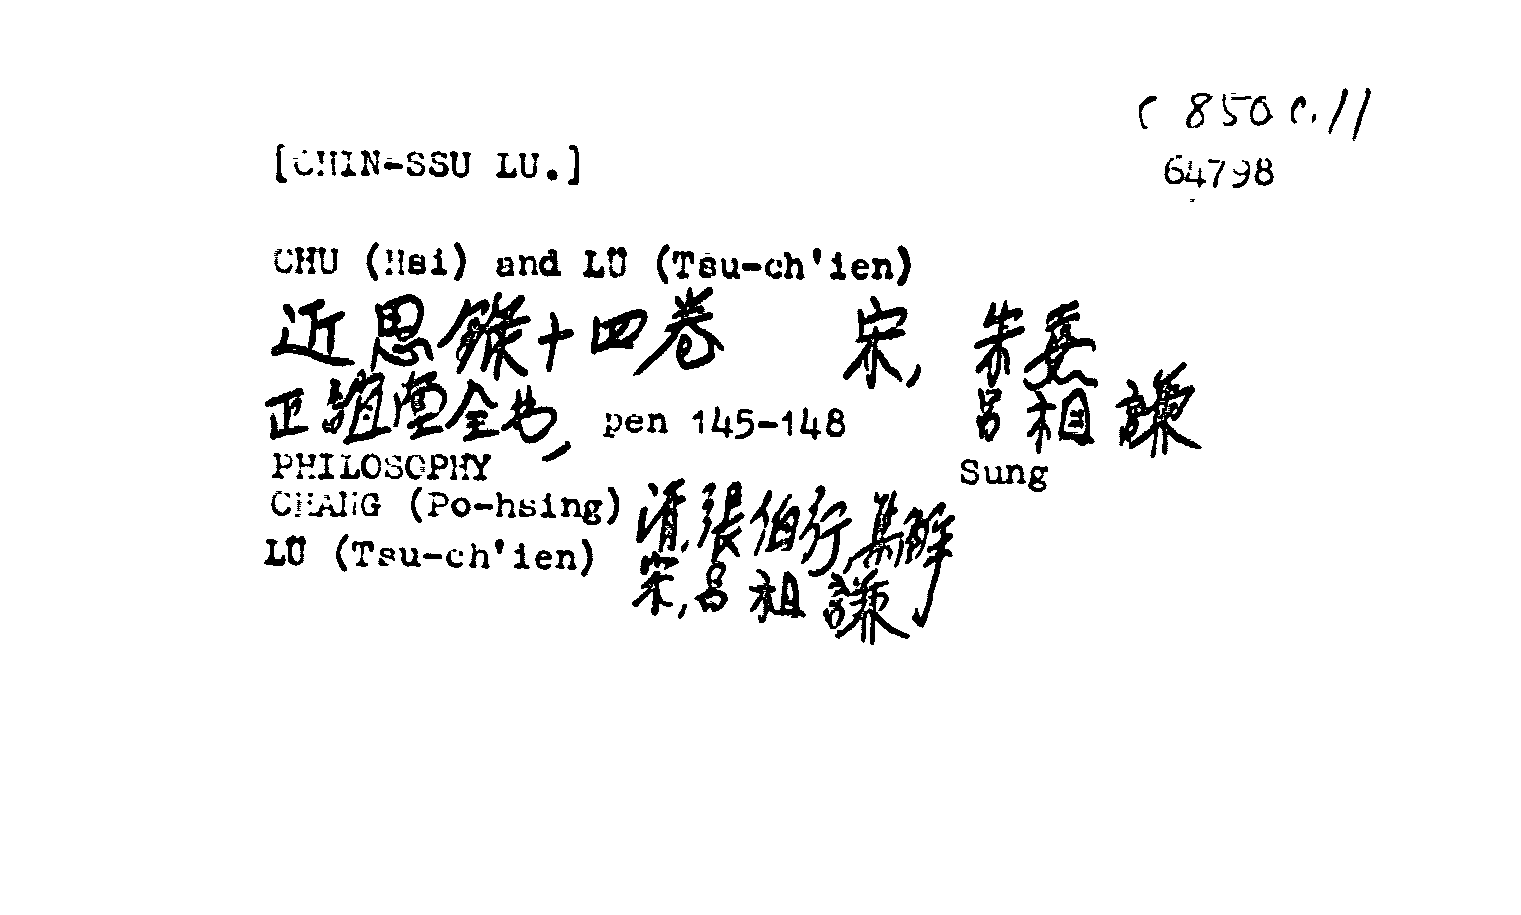 C 850 c.11
[CHIN-SSU LU.]
64798
CHU (Hsi) and LÜ (Tsu-ch'ien)
近思錄十四卷 宋, 朱熹
正誼堂全书, pen 145-148 呂祖謙
PHILOSOPHY Sung
CHANG (Po-hsing) 清, 張伯行集解
LÜ (Tsu-ch'ien) 宋, 呂祖謙